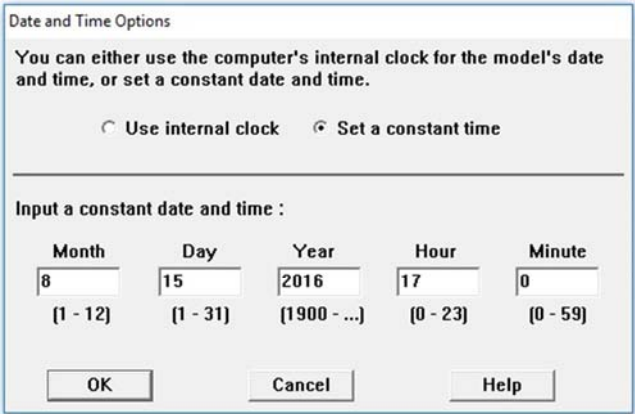 Date and Time Options
You can either use the computer's internal clock for the model's date
and time, or set a constant date and time.
Use internal clock Set a constant time
Input a constant date and time :
Month Day Year Hour Minute
8 15 2016 17 0
(1 - 12) (1 - 31) (1900 - ...) (0 - 23) (0 - 59)
OK Cancel Help